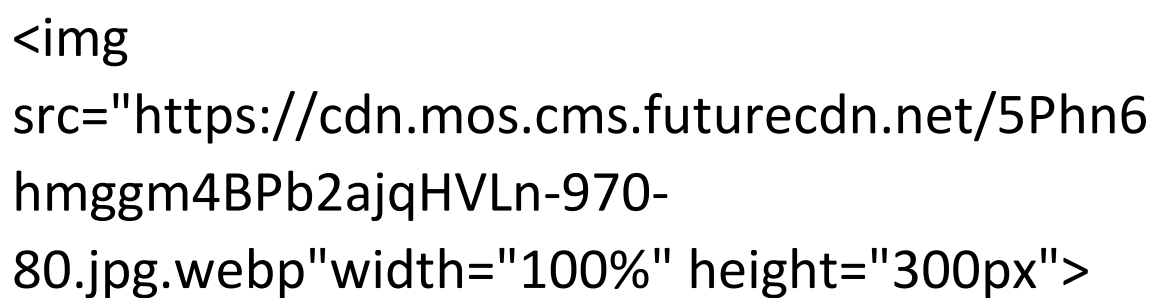 <img
src="https://cdn.mos.cms.futurecdn.net/5Phn6
hmggm4BPb2ajqHVLn-970-
80.jpg.webp"width="100%" height="300px">